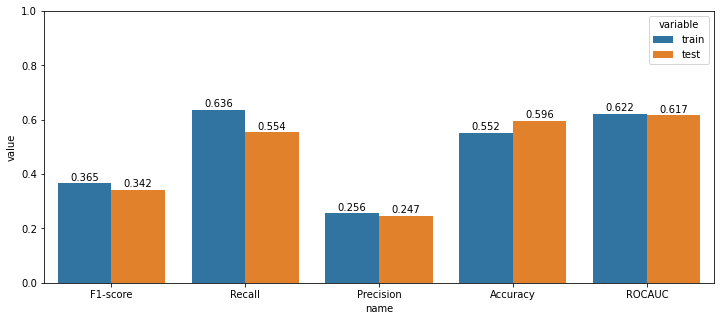 1.0
0.8
0.6
0.4
0.2
0.0
value
variable
train
test
0.365
0.342
0.636
0.554
0.256
0.247
0.552
0.596
0.622
0.617
F1-score
Recall
Precision
Accuracy
ROCAUC
name